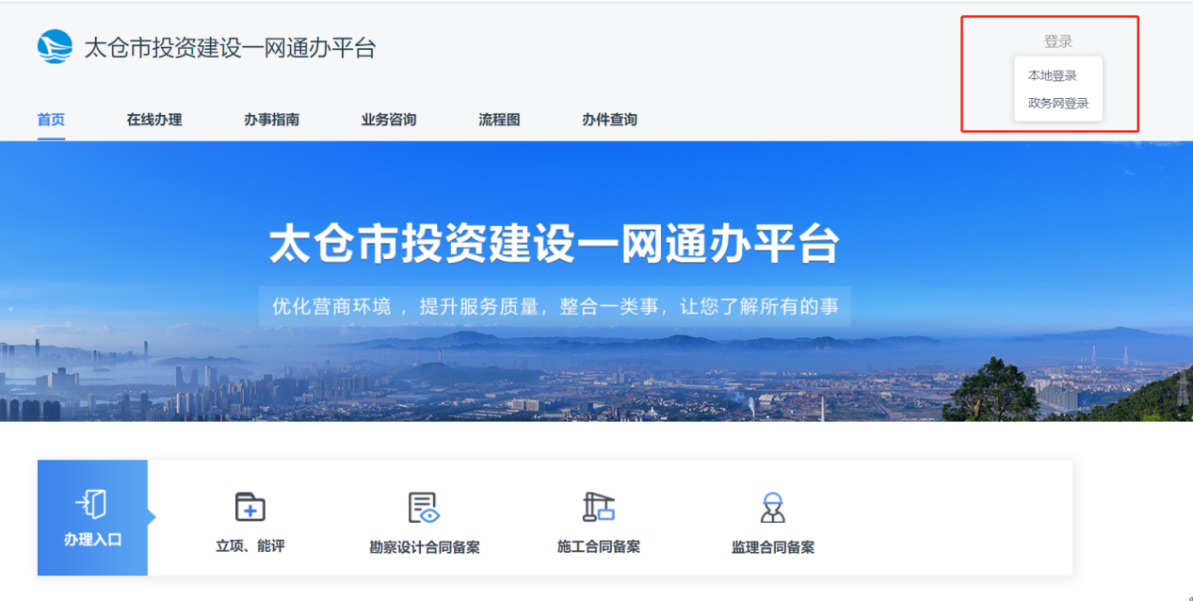 太仓市投资建设一网通办平台
登录
本地登录
政务网登录
首页 在线办理 办事指南 业务咨询 流程图 办件查询
太仓市投资建设一网通办平台
优化营商环境 ，提升服务质量，整合一类事，让您了解所有的事
办理入口
立项、能评 勘察设计合同备案 施工合同备案 监理合同备案